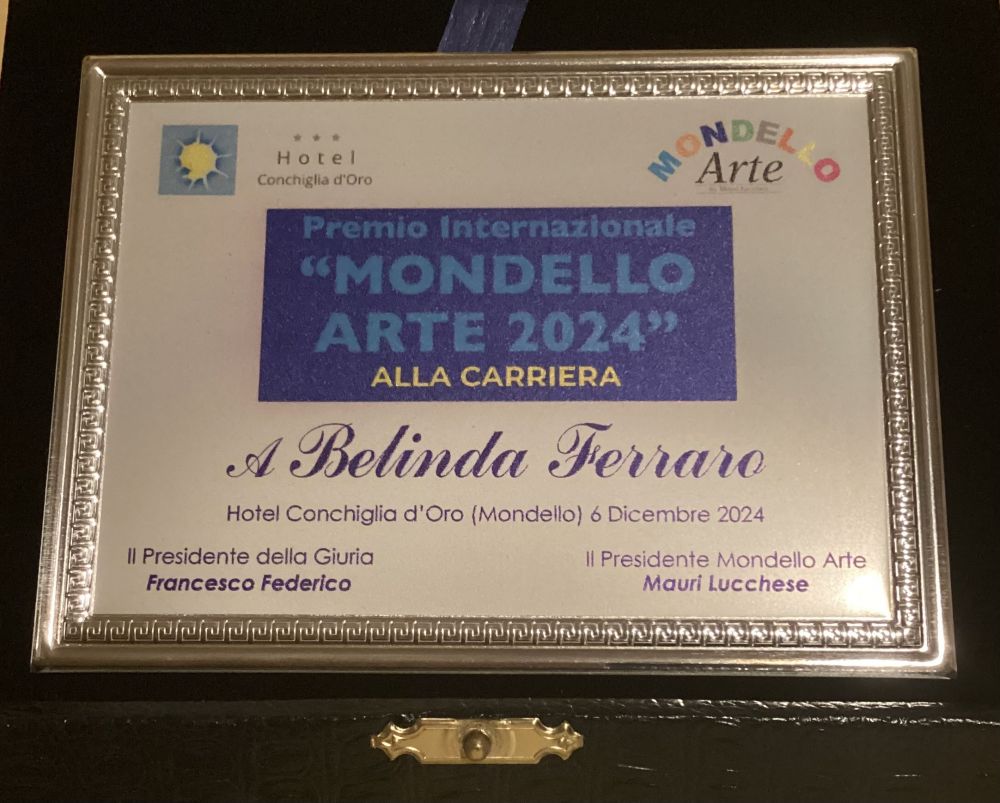 Hotel
Conchiglia d'Oro
MONDELLO
Arte
Premio Internazionale
“MONDELLO
ARTE 2024”
ALLA CARRIERA
A Belinda Ferraro
Hotel Conchiglia d’Oro (Mondello) 6 Dicembre 2024
Il Presidente della Giuria
Francesco Federico
Il Presidente Mondello Arte
Mauri Lucchese